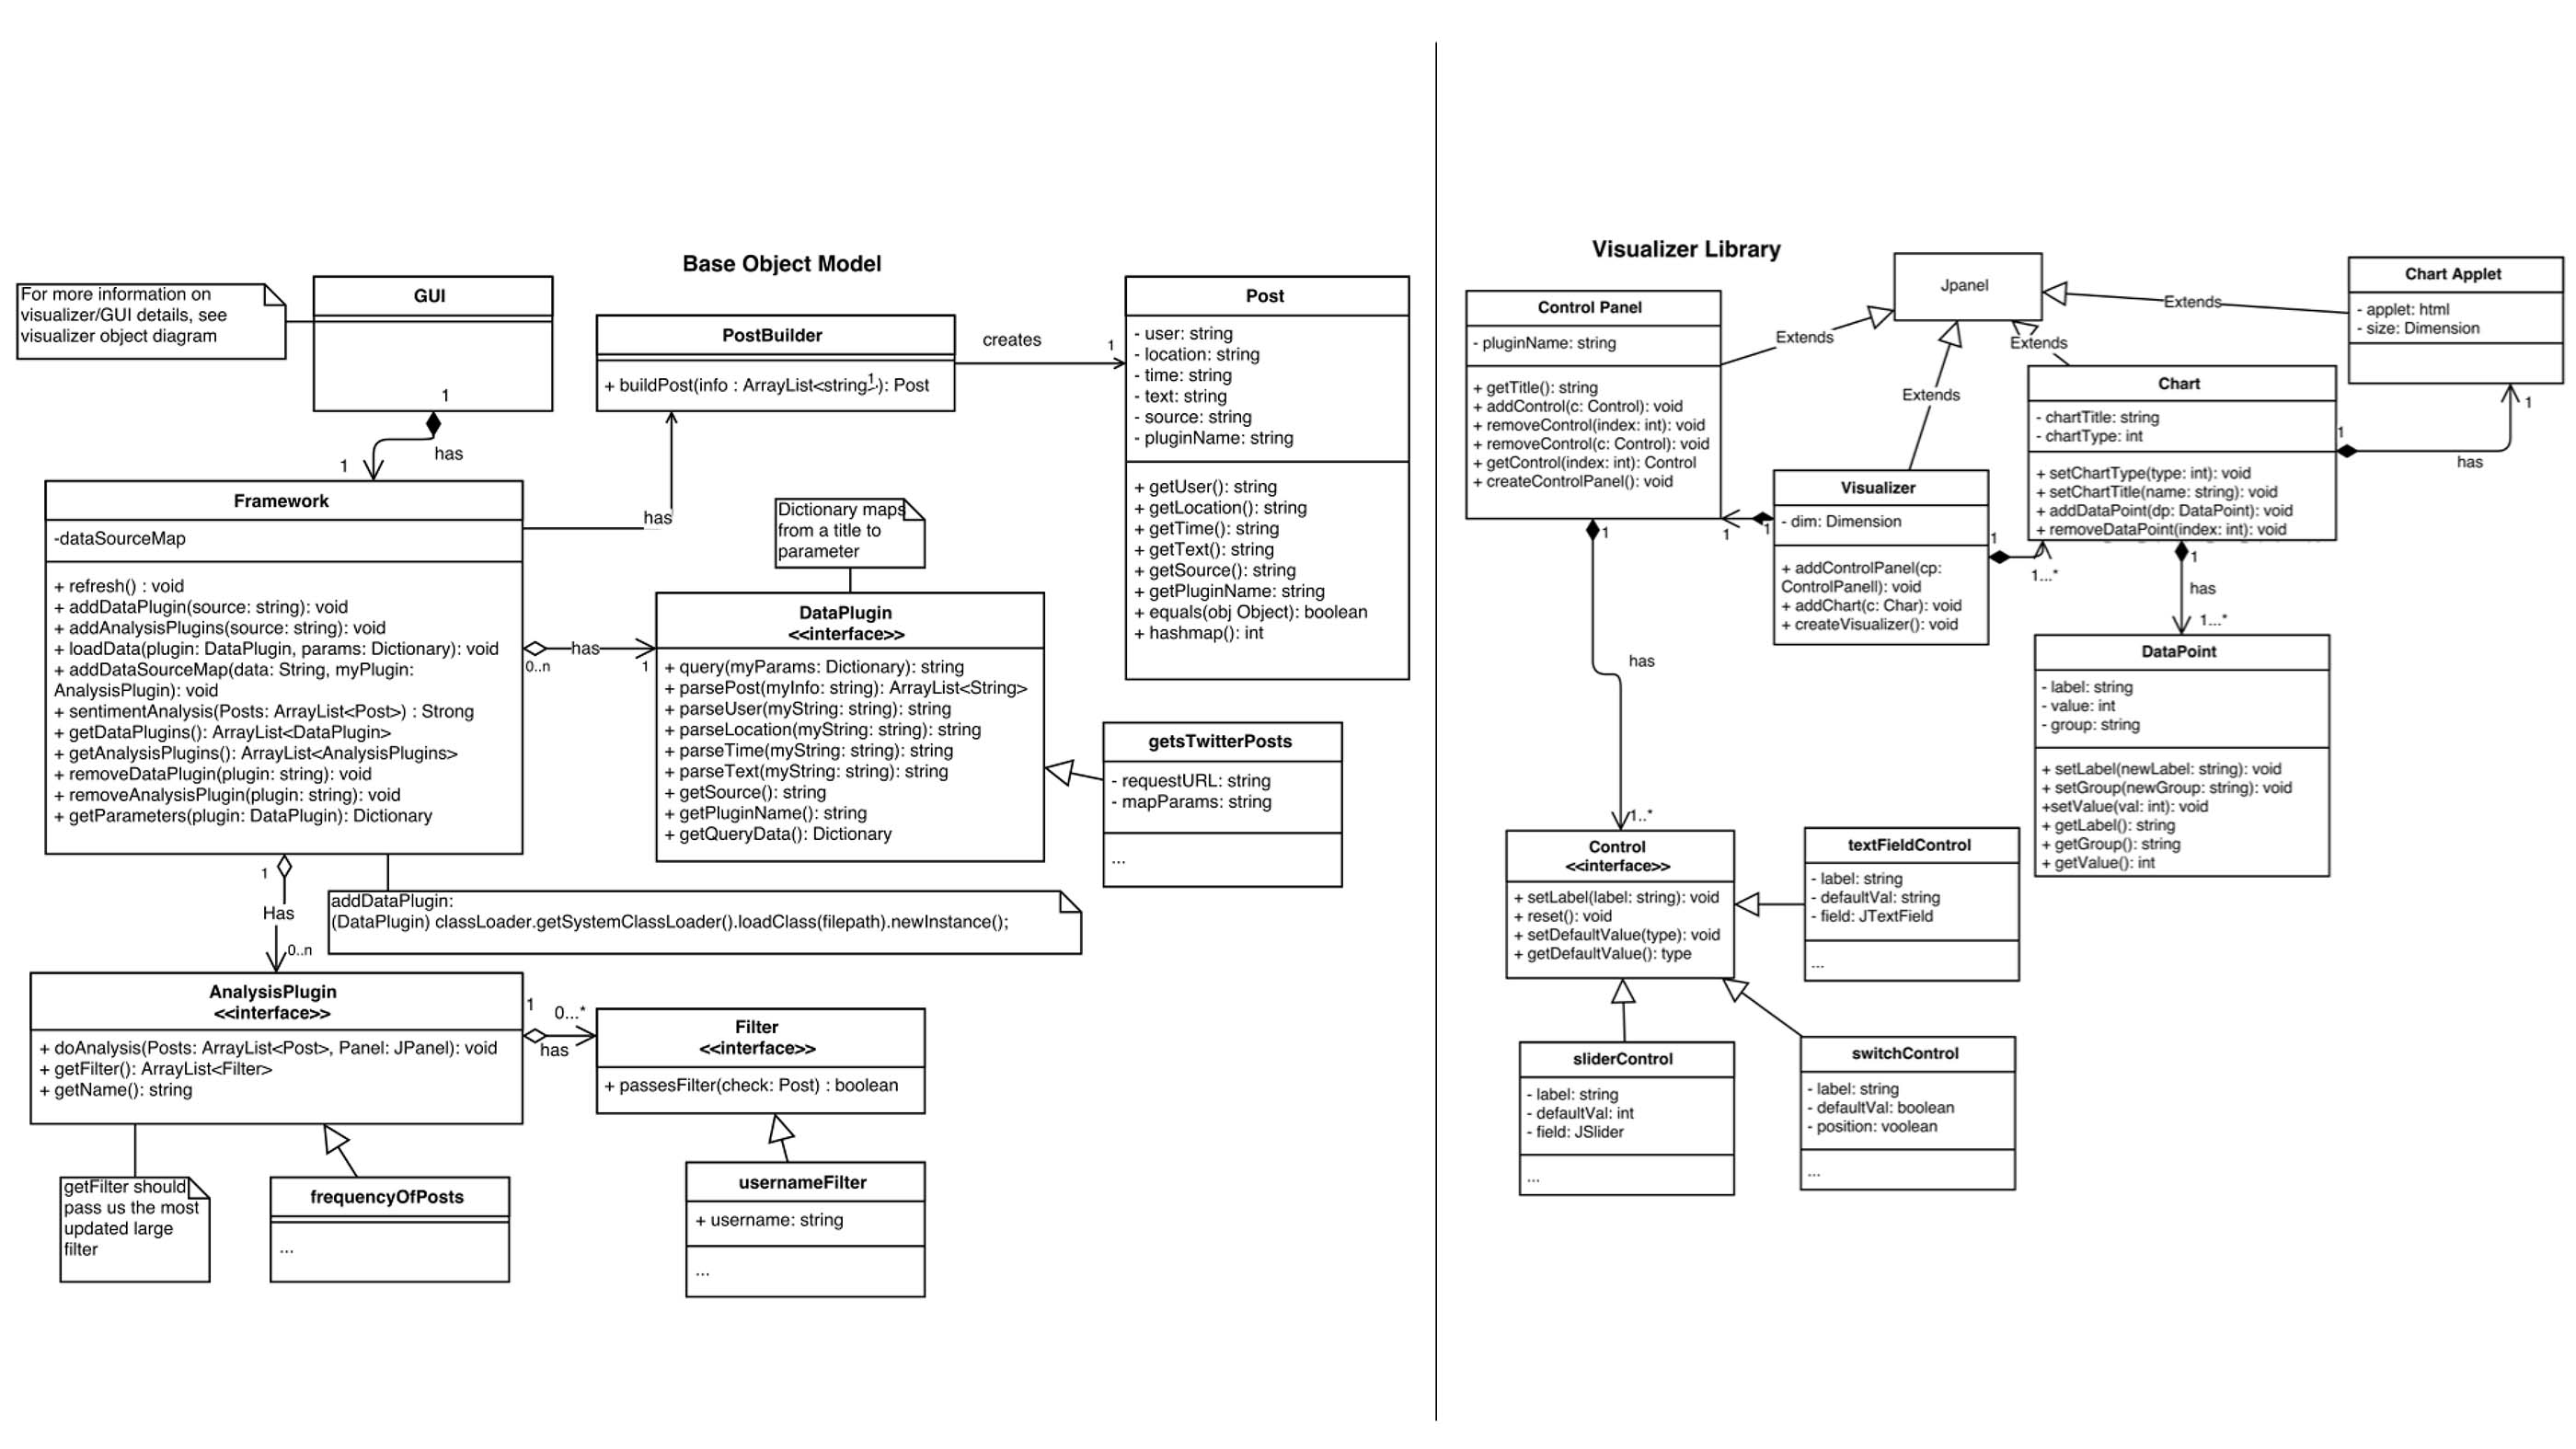 Base Object Model
For more information on
visualizer/GUI details, see
visualizer object diagram
GUI
1
has
1
PostBuilder
+ buildPost(info : ArrayList<string>): Post
1
creates
1
Post
- user: string
- location: string
- time: string
- text: string
- source: string
- pluginName: string
+ getUser(): string
+ getLocation(): string
+ getTime(): string
+ getText(): string
+ getSource(): string
+ getPluginName: string
+ equals(obj Object): boolean
+ hashmap(): int
Framework
-dataSourceMap
+ refresh() : void
+ addDataPlugin(source: string): void
+ addAnalysisPlugins(source: string): void
+ loadData(plugin: DataPlugin, params: Dictionary): void
+ addDataSourceMap(data: String, myPlugin:
AnalysisPlugin): void
+ sentimentAnalysis(Posts: ArrayList<Post>) : Strong
+ getDataPlugins(): ArrayList<DataPlugin>
+ getAnalysisPlugins(): ArrayList<AnalysisPlugins>
+ removeDataPlugin(plugin: string): void
+ removeAnalysisPlugin(plugin: string): void
+ getParameters(plugin: DataPlugin): Dictionary
has
Dictionary maps
from a title to
parameter
has
0..n
1
DataPlugin
<<interface>>
+ query(myParams: Dictionary): string
+ parsePost(myInfo: string): ArrayList<String>
+ parseUser(myString: string): string
+ parseLocation(myString: string): string
+ parseTime(myString: string): string
+ parseText(myString: string): string
+ getSource(): string
+ getPluginName(): string
+ getQueryData(): Dictionary
getsTwitterPosts
- requestURL: string
- mapParams: string
...
1
Has
0..n
addDataPlugin:
(DataPlugin) classLoader.getSystemClassLoader().loadClass(filepath).newInstance();
AnalysisPlugin
<<interface>>
+ doAnalysis(Posts: ArrayList<Post>, Panel: JPanel): void
+ getFilter(): ArrayList<Filter>
+ getName(): string
1
0...*
has
Filter
<<interface>>
+ passesFilter(check: Post) : boolean
getFilter should
pass us the most
updated large
filter
frequencyOfPosts
...
usernameFilter
+ username: string
...
Visualizer Library
Jpanel
Control Panel
- pluginName: string
+ getTitle(): string
+ addControl(c: Control): void
+ removeControl(index: int): void
+ removeControl(c: Control): void
+ getControl(index: int): Control
+ createControlPanel(): void
Extends
Extends
Extends
Extends
Chart Applet
- applet: html
- size: Dimension
Chart
- chartTitle: string
- chartType: int
+ setChartType(type: int): void
+ setChartTitle(name: string): void
+ addDataPoint(dp: DataPoint): void
+ removeDataPoint(index: int): void
1
1
has
Visualizer
- dim: Dimension
+ addControlPanel(cp:
ControlPanell): void
+ addChart(c: Char): void
+ createVisualizer(): void
1
1
1
1...*
1
has
1...*
DataPoint
- label: string
- value: int
- group: string
+ setLabel(newLabel: string): void
+ setGroup(newGroup: string): void
+setValue(val: int): void
+ getLabel(): string
+ getGroup(): string
+ getValue(): int
1
has
1..*
Control
<<interface>>
+ setLabel(label: string): void
+ reset(): void
+ setDefaultValue(type): void
+ getDefaultValue(): type
textFieldControl
- label: string
- defaultVal: string
- field: JTextField
...
sliderControl
- label: string
- defaultVal: int
- field: JSlider
...
switchControl
- label: string
- defaultVal: boolean
- position: voolean
...